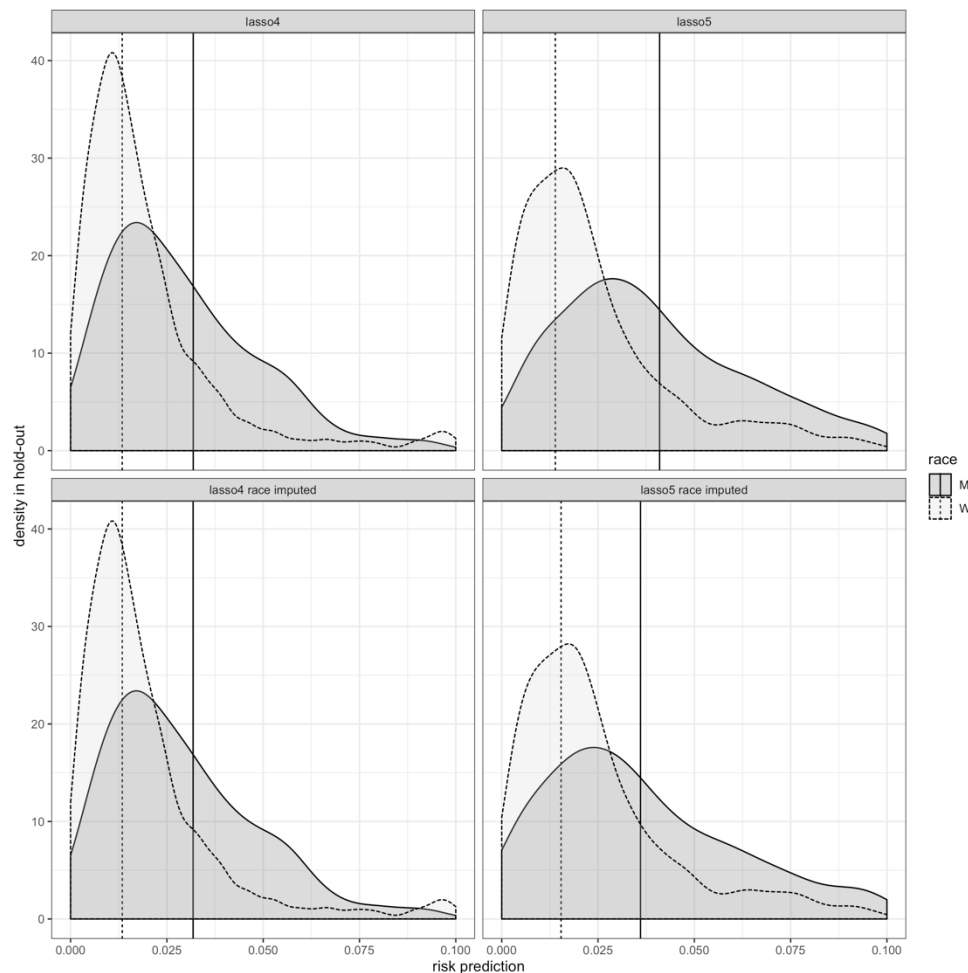 lasso4
lasso5
40
30
20
10
0
lasso4 race imputed
lasso5 race imputed
40
30
20
10
0
density in hold-out
0.000 0.025 0.050 0.075 0.100
0.000 0.025 0.050 0.075 0.100
risk prediction
race
M
W